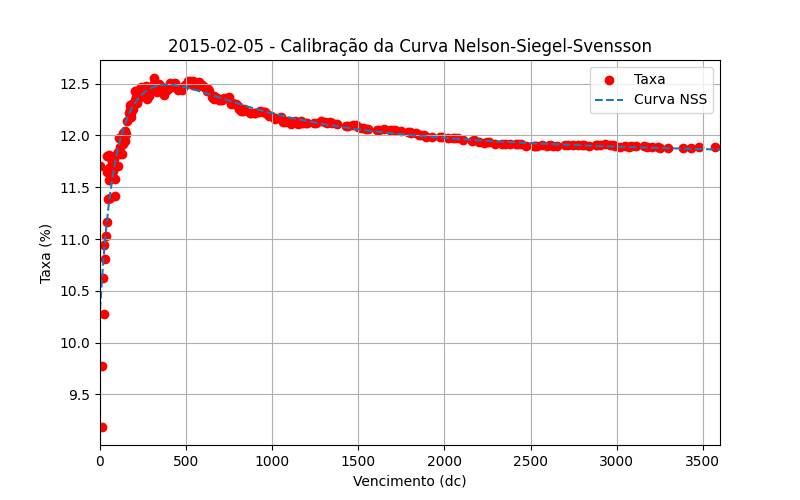 2015-02-05 - Calibração da Curva Nelson-Siegel-Svensson
Taxa
Curva NSS
Taxa (%)
12.5
12.0
11.5
11.0
10.5
10.0
9.5
0 500 1000 1500 2000 2500 3000 3500
Vencimento (dc)